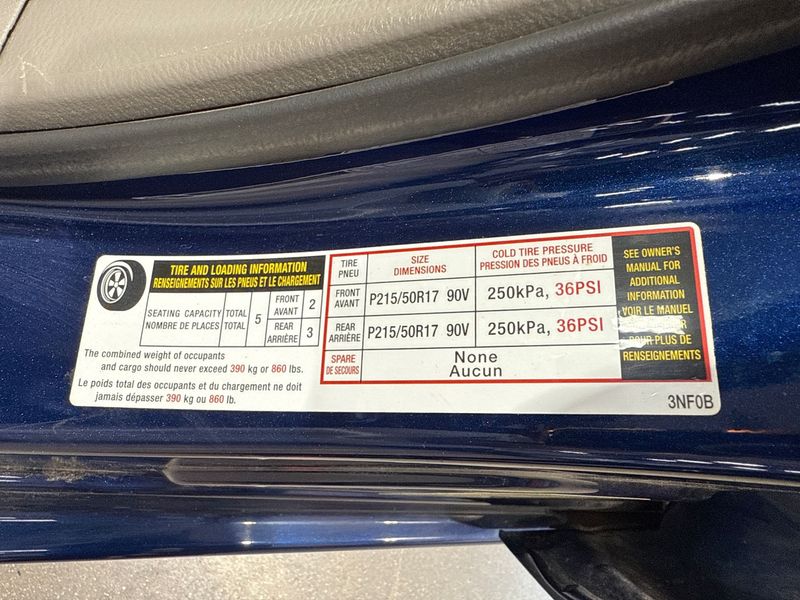 TIRE AND LOADING INFORMATION
RENSEIGNEMENTS SUR LES PNEUS ET LE CHARGEMENT
SEATING CAPACITY
NOMBRE DE PLACES
TOTAL
TOTAL
5
FRONT
AVANT
2
REAR
ARRIÈRE
3
The combined weight of occupants
and cargo should never exceed 390 kg or 860 lbs.
Le poids total des occupants et du chargement ne doit
jamais dépasser 390 kg ou 860 lb.
TIRE
PNEU
SIZE
DIMENSIONS
COLD TIRE PRESSURE
PRESSION DES PNEUS À FROID
FRONT
AVANT
P215/50R17 90V
250kPa, 36PSI
REAR
ARRIÈRE
P215/50R17 90V
250kPa, 36PSI
SPARE
DE SECOURS
None
Aucun
SEE OWNER'S
MANUAL FOR
ADDITIONAL
INFORMATION
VOIR LE MANUEL
POUR PLUS DE
RENSEIGNEMENTS
3NF0B